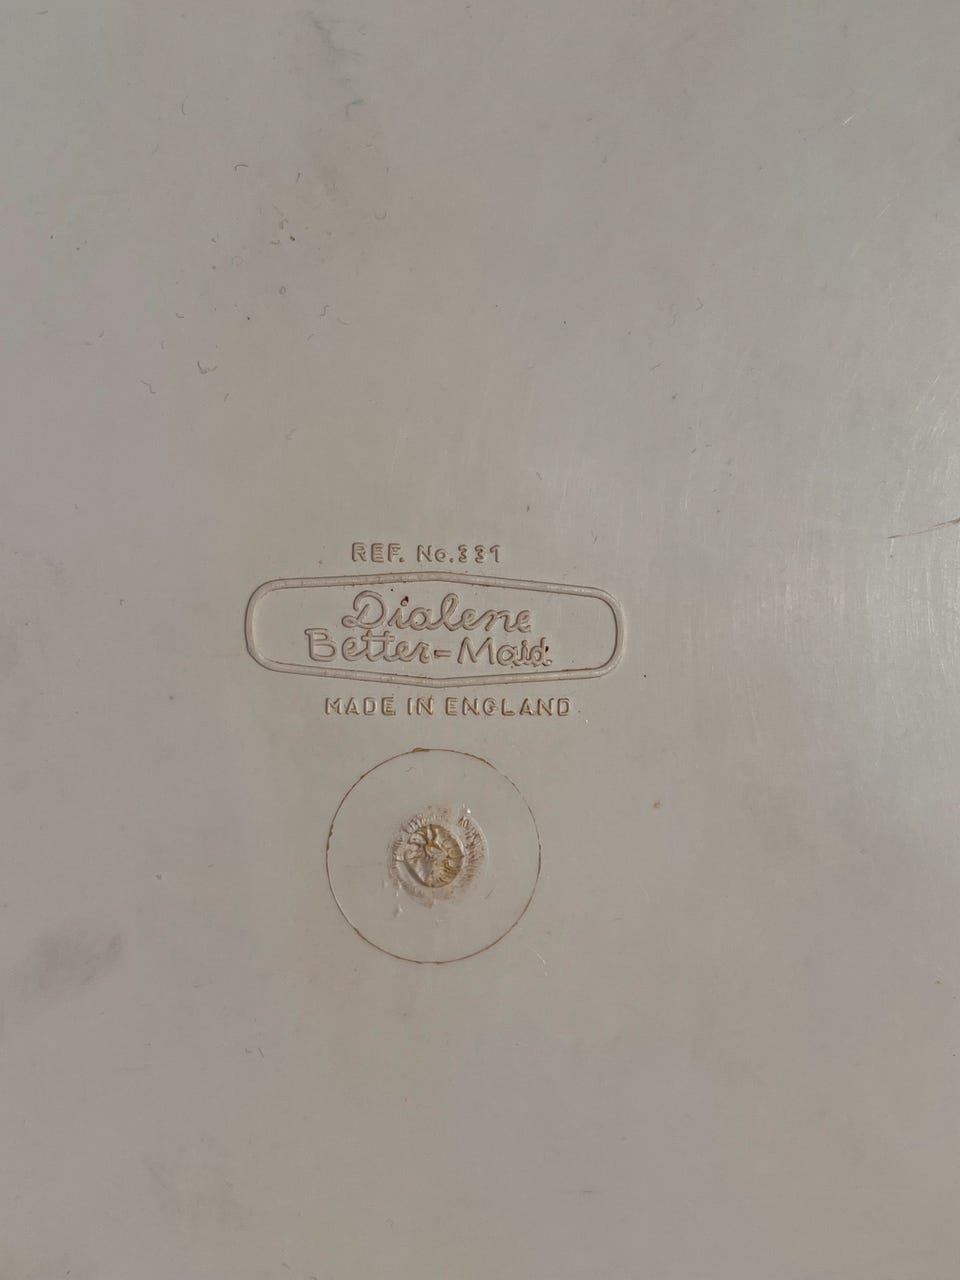 REF. No.331
Dialene
Better-Maid
MADE IN ENGLAND